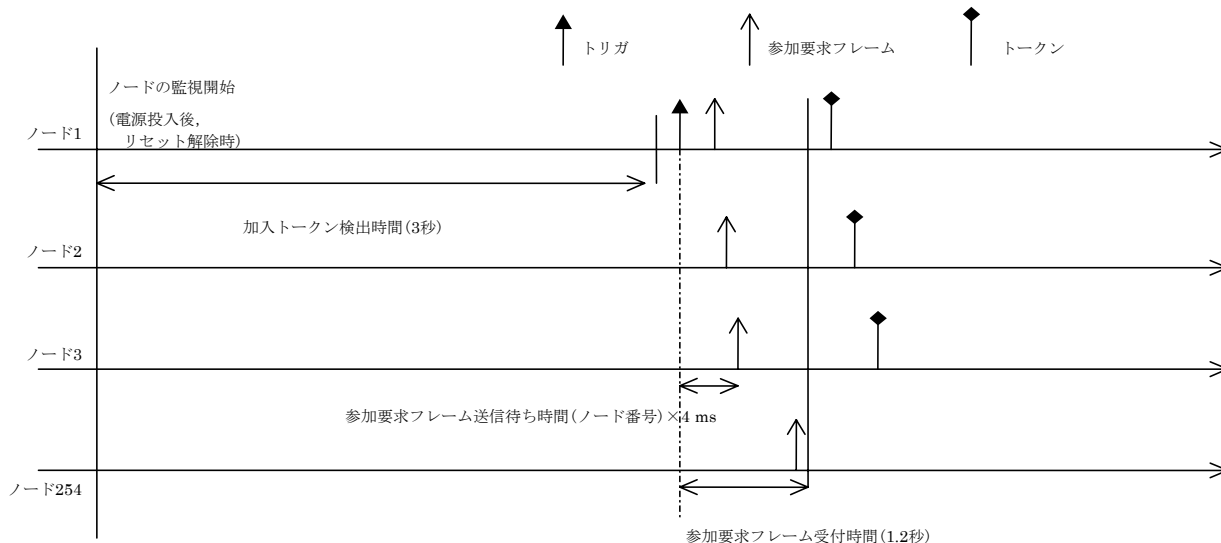 トリガ
参加要求フレーム
トークン
ノードの監視開始
(電源投入後,
リセット解除時)
ノード1
加入トークン検出時間(3秒)
ノード2
ノード3
参加要求フレーム送信待ち時間(ノード番号)×4 ms
ノード254
参加要求フレーム受付時間(1.2秒)